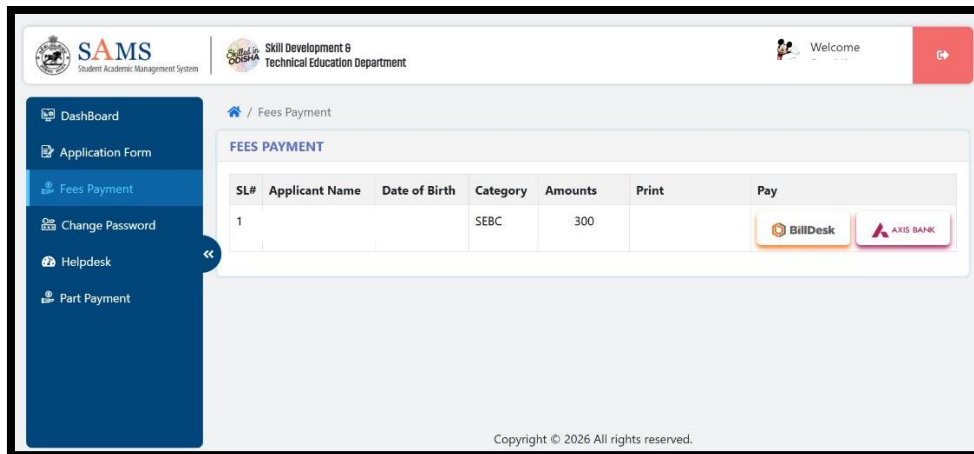 SAMS
Student Academic Management System
Skilled in
ODISHA
Skill Development &
Technical Education Department
Welcome
DashBoard
Application Form
Fees Payment
Change Password
Helpdesk
Part Payment
/ Fees Payment
FEES PAYMENT
SL# Applicant Name Date of Birth Category Amounts Print Pay
1 SEBC 300 BillDesk AXIS BANK
Copyright © 2026 All rights reserved.